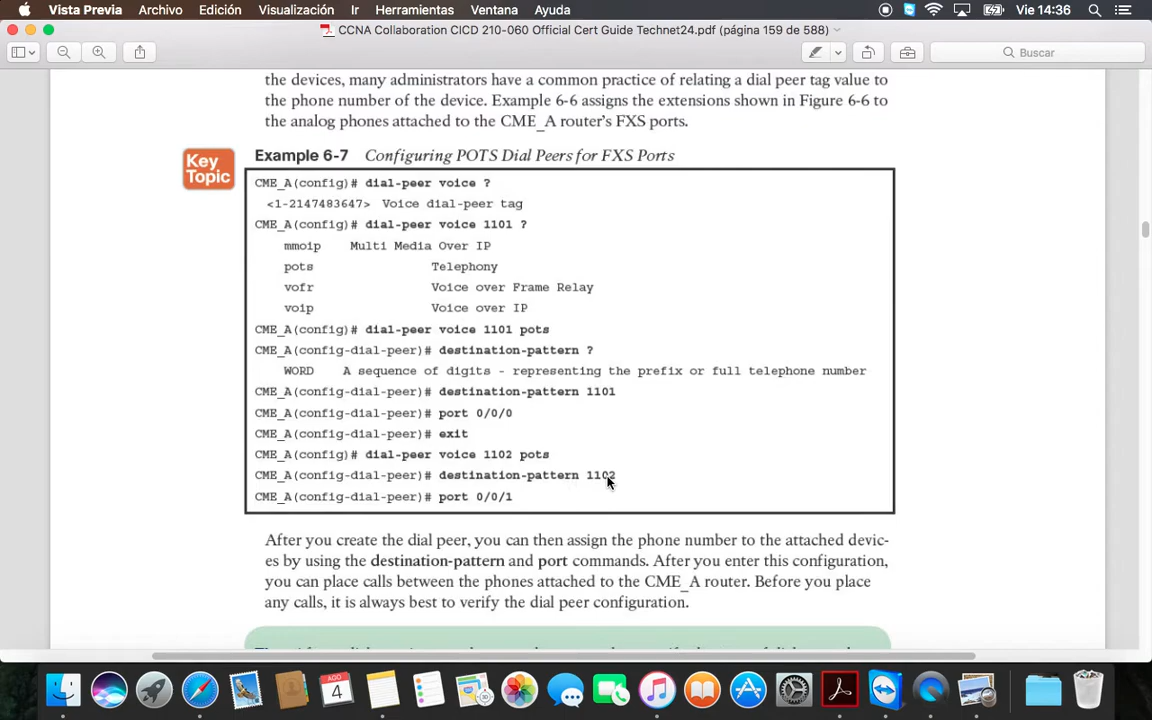 Vista Previa Archivo Edición Visualización Ir Herramientas Ventana Ayuda Vie 14:36
CCNA Collaboration CICD 210-060 Official Cert Guide Technet24.pdf (página 159 de 588)
Buscar
the devices, many administrators have a common practice of relating a dial peer tag value to
the phone number of the device. Example 6-6 assigns the extensions shown in Figure 6-6 to
the analog phones attached to the CME_A router's FXS ports.
Key
Topic
Example 6-7 Configuring POTS Dial Peers for FXS Ports
CME_A(config)# dial-peer voice ?
<1-2147483647> Voice dial-peer tag
CME_A(config)# dial-peer voice 1101 ?
mmoip Multi Media Over IP
pots Telephony
vofr Voice over Frame Relay
voip Voice over IP
CME_A(config)# dial-peer voice 1101 pots
CME_A(config-dial-peer)# destination-pattern ?
WORD A sequence of digits - representing the prefix or full telephone number
CME_A(config-dial-peer)# destination-pattern 1101
CME_A(config-dial-peer)# port 0/0/0
CME_A(config-dial-peer)# exit
CME_A(config)# dial-peer voice 1102 pots
CME_A(config-dial-peer)# destination-pattern 1102
CME_A(config-dial-peer)# port 0/0/1
After you create the dial peer, you can then assign the phone number to the attached devic-
es by using the destination-pattern and port commands. After you enter this configuration,
you can place calls between the phones attached to the CME_A router. Before you place
any calls, it is always best to verify the dial peer configuration.
AGO
4